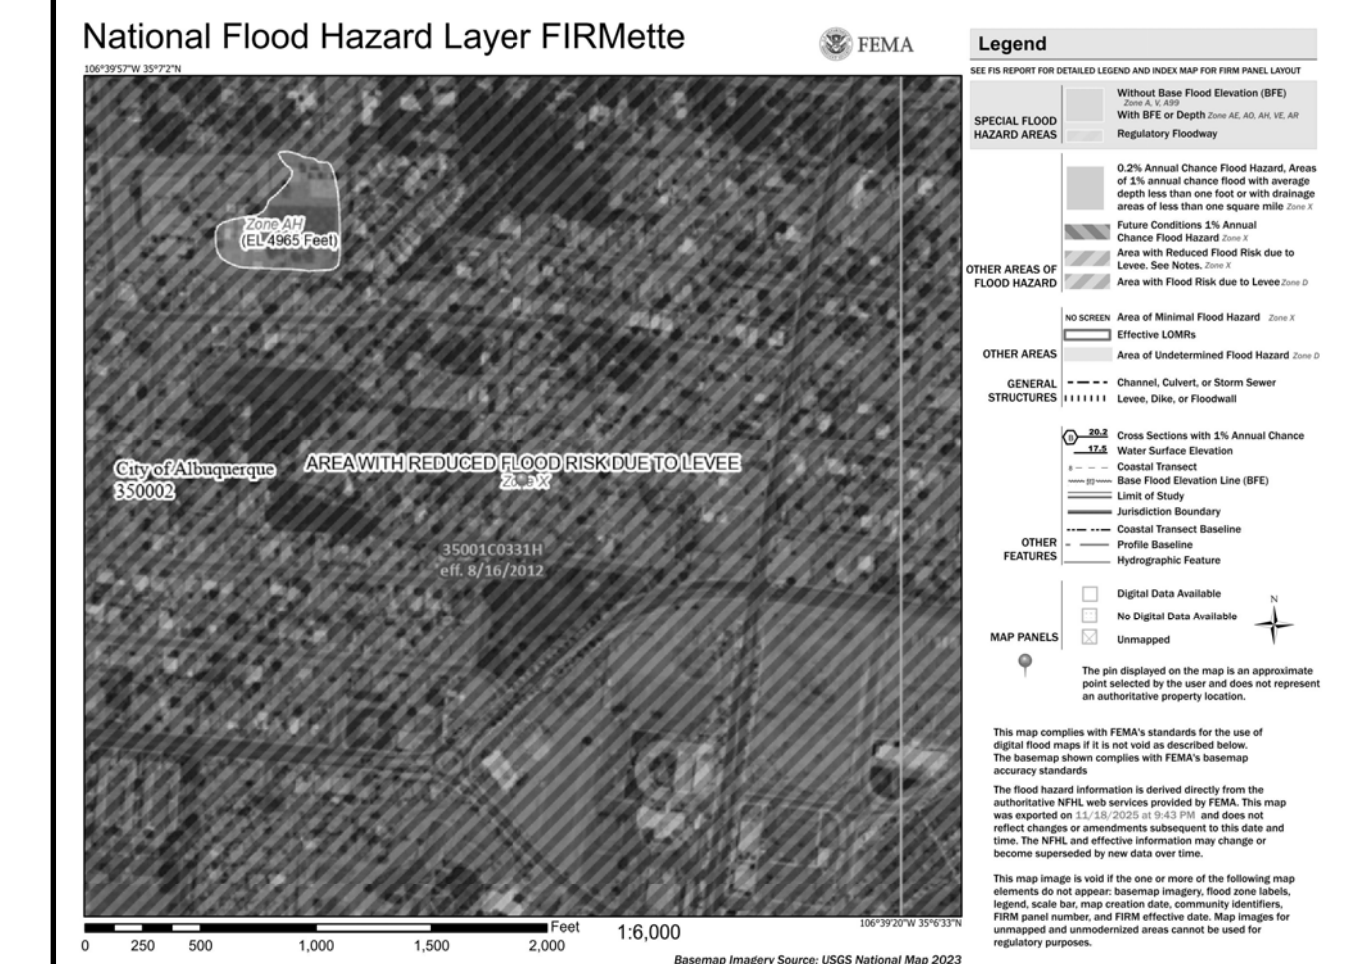 National Flood Hazard Layer FIRMette
FEMA
106°39'57"W 35°7'2"N
Zone AH
(EL 4965 Feet)
City of Albuquerque
350002
AREA WITH REDUCED FLOOD RISK DUE TO LEVEE
Zone X
35001C0331H
eff. 8/16/2012
106°39'20"W 35°6'33"N
0 250 500 1,000 1,500 2,000
Feet
1:6,000
Basemap Imagery Source: USGS National Map 2023
Legend
SEE FIS REPORT FOR DETAILED LEGEND AND INDEX MAP FOR FIRM PANEL LAYOUT
SPECIAL FLOOD
HAZARD AREAS
Without Base Flood Elevation (BFE)
Zone A, V, A99
With BFE or Depth Zone AE, AO, AH, VE, AR
Regulatory Floodway
0.2% Annual Chance Flood Hazard, Areas
of 1% annual chance flood with average
depth less than one foot or with drainage
areas of less than one square mile Zone X
Future Conditions 1% Annual
Chance Flood Hazard Zone X
Area with Reduced Flood Risk due to
Levee. See Notes. Zone X
Area with Flood Risk due to Levee Zone D
OTHER AREAS OF
FLOOD HAZARD
NO SCREEN Area of Minimal Flood Hazard Zone X
Effective LOMRs
OTHER AREAS
Area of Undetermined Flood Hazard Zone D
GENERAL
STRUCTURES
Channel, Culvert, or Storm Sewer
Levee, Dike, or Floodwall
B 20.2 Cross Sections with 1% Annual Chance
17.5 Water Surface Elevation
8 Coastal Transect
513 Base Flood Elevation Line (BFE)
Limit of Study
Jurisdiction Boundary
Coastal Transect Baseline
OTHER
FEATURES
Profile Baseline
Hydrographic Feature
Digital Data Available
No Digital Data Available
Unmapped
MAP PANELS
N
The pin displayed on the map is an approximate
point selected by the user and does not represent
an authoritative property location.
This map complies with FEMA's standards for the use of
digital flood maps if it is not void as described below.
The basemap shown complies with FEMA's basemap
accuracy standards
The flood hazard information is derived directly from the
authoritative NFHL web services provided by FEMA. This map
was exported on 11/18/2025 at 9:43 PM and does not
reflect changes or amendments subsequent to this date and
time. The NFHL and effective information may change or
become superseded by new data over time.
This map image is void if the one or more of the following map
elements do not appear: basemap imagery, flood zone labels,
legend, scale bar, map creation date, community identifiers,
FIRM panel number, and FIRM effective date. Map images for
unmapped and unmodernized areas cannot be used for
regulatory purposes.